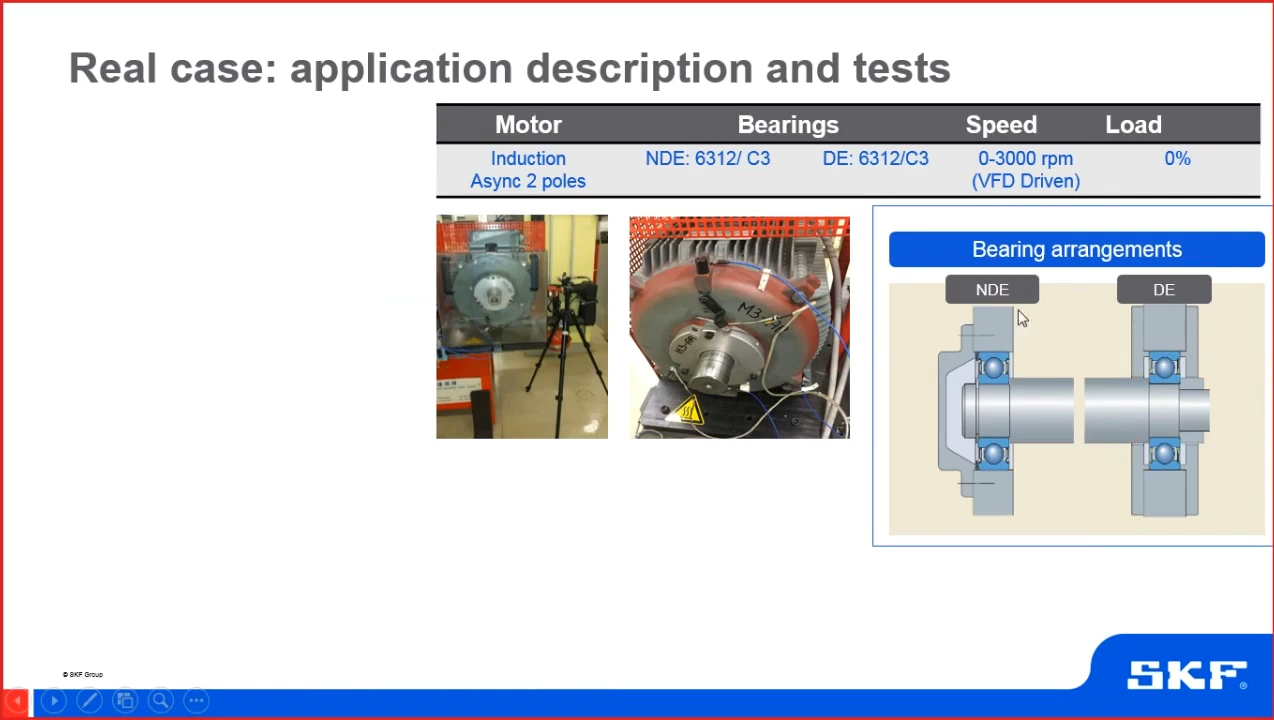 Real case: application description and tests
Motor Bearings Speed Load
Induction NDE: 6312/ C3 DE: 6312/C3 0-3000 rpm 0%
Async 2 poles (VFD Driven)
Bearing arrangements
NDE DE
© SKF Group
SKF®